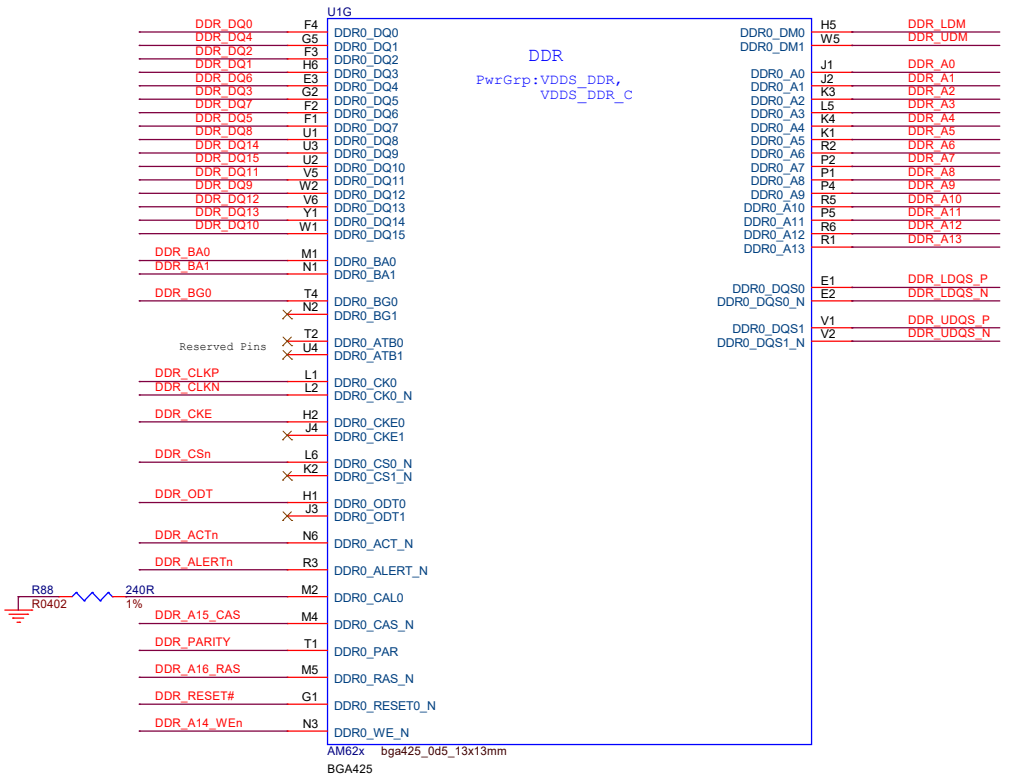 U1G
DDR
PwrGrp:VDDS_DDR,
VDDS_DDR_C
DDR_DQ0 F4 DDR0_DQ0
DDR_DQ4 G5 DDR0_DQ1
DDR_DQ2 F3 DDR0_DQ2
DDR_DQ1 H6 DDR0_DQ3
DDR_DQ6 E3 DDR0_DQ4
DDR_DQ3 G2 DDR0_DQ5
DDR_DQ7 F2 DDR0_DQ6
DDR_DQ5 F1 DDR0_DQ7
DDR_DQ8 U1 DDR0_DQ8
DDR_DQ14 U3 DDR0_DQ9
DDR_DQ15 U2 DDR0_DQ10
DDR_DQ11 V5 DDR0_DQ11
DDR_DQ9 W2 DDR0_DQ12
DDR_DQ12 V6 DDR0_DQ13
DDR_DQ13 Y1 DDR0_DQ14
DDR_DQ10 W1 DDR0_DQ15
DDR_BA0 M1 DDR0_BA0
DDR_BA1 N1 DDR0_BA1
DDR_BG0 T4 DDR0_BG0
N2 DDR0_BG1
T2 DDR0_ATB0
Reserved Pins
U4 DDR0_ATB1
DDR_CLKP L1 DDR0_CK0
DDR_CLKN L2 DDR0_CK0_N
DDR_CKE H2 DDR0_CKE0
J4 DDR0_CKE1
DDR_CSn L6 DDR0_CS0_N
K2 DDR0_CS1_N
DDR_ODT H1 DDR0_ODT0
J3 DDR0_ODT1
DDR_ACTn N6 DDR0_ACT_N
DDR_ALERTn R3 DDR0_ALERT_N
R88 240R M2 DDR0_CAL0
R0402 1%
DDR_A15_CAS M4 DDR0_CAS_N
DDR_PARITY T1 DDR0_PAR
DDR_A16_RAS M5 DDR0_RAS_N
DDR_RESET# G1 DDR0_RESET0_N
DDR_A14_WEn N3 DDR0_WE_N
DDR0_DM0 H5 DDR_LDM
DDR0_DM1 W5 DDR_UDM
DDR0_A0 J1 DDR_A0
DDR0_A1 J2 DDR_A1
DDR0_A2 K3 DDR_A2
DDR0_A3 L5 DDR_A3
DDR0_A4 K4 DDR_A4
DDR0_A5 K1 DDR_A5
DDR0_A6 R2 DDR_A6
DDR0_A7 P2 DDR_A7
DDR0_A8 P1 DDR_A8
DDR0_A9 P4 DDR_A9
DDR0_A10 R5 DDR_A10
DDR0_A11 P5 DDR_A11
DDR0_A12 R6 DDR_A12
DDR0_A13 R1 DDR_A13
DDR0_DQS0 E1 DDR_LDQS_P
DDR0_DQS0_N E2 DDR_LDQS_N
DDR0_DQS1 V1 DDR_UDQS_P
DDR0_DQS1_N V2 DDR_UDQS_N
AM62x bga425_0d5_13x13mm
BGA425